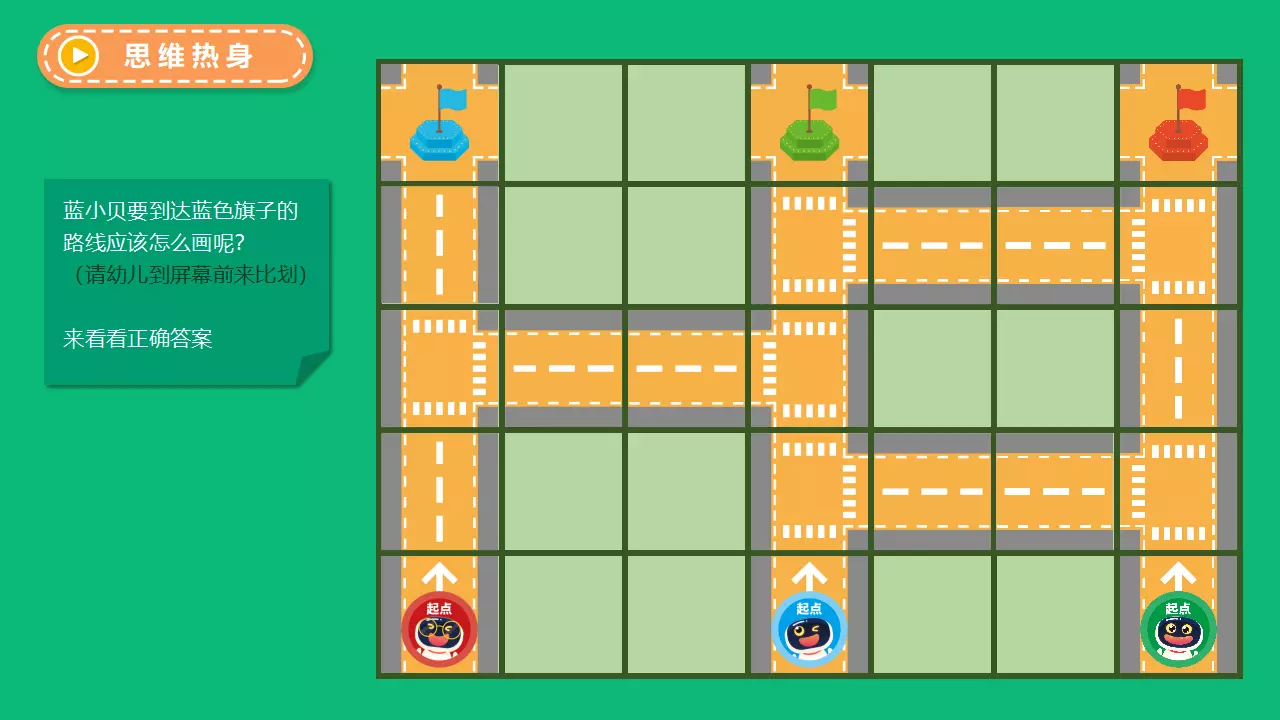 思维热身
蓝小贝要到达蓝色旗子的
路线应该怎么画呢?
（请幼儿到屏幕前来比划）
来看看正确答案
起点
起点
起点